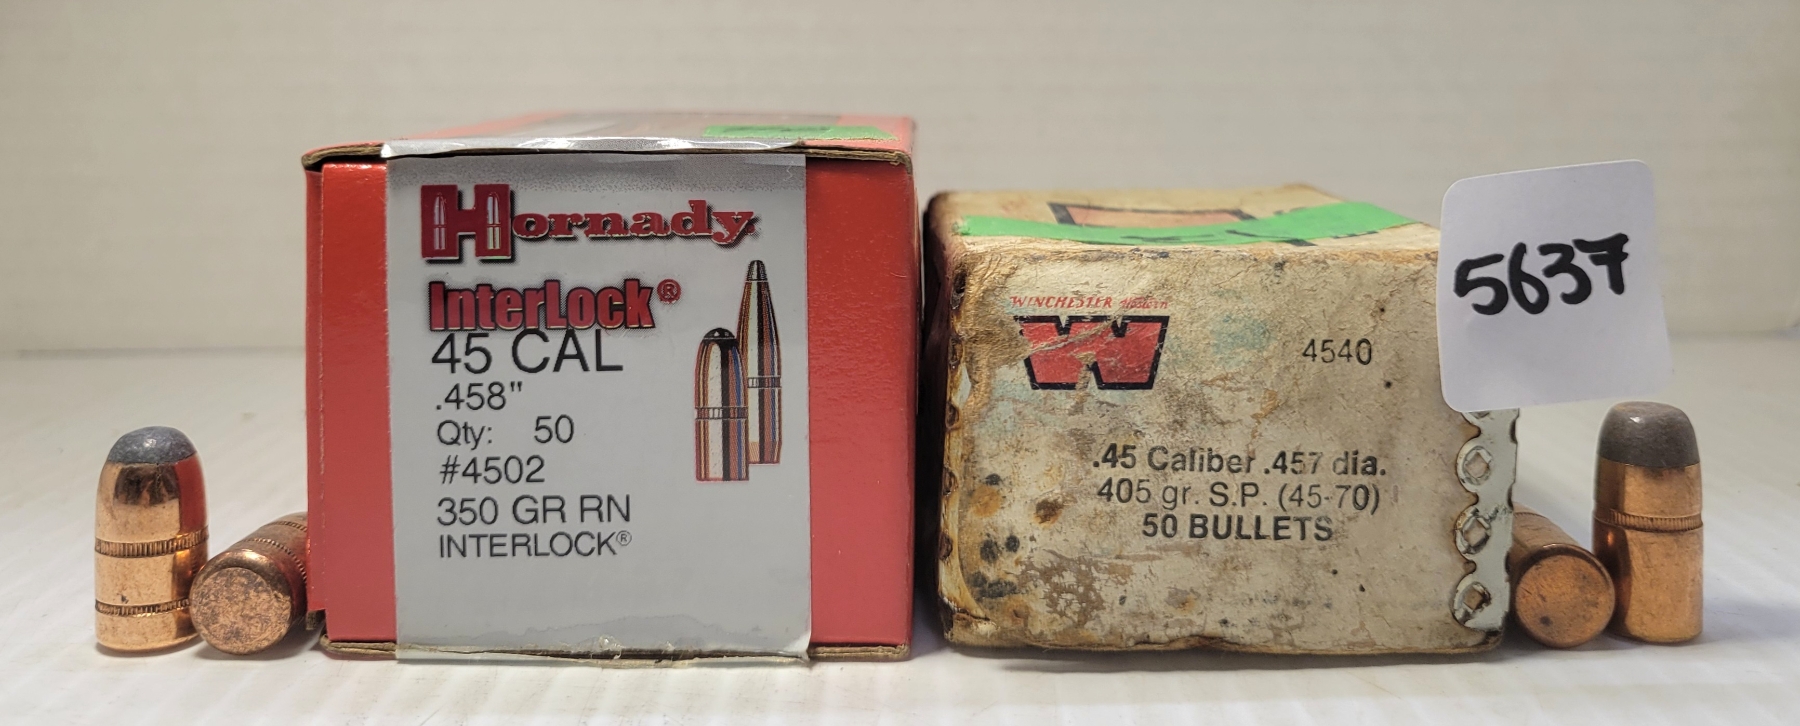 Hornady
InterLock®
45 CAL
.458"
Qty: 50
#4502
350 GR RN
INTERLOCK®
WINCHESTER Western
W
4540
.45 Caliber .457 dia.
405 gr. S.P. (45-70)
50 BULLETS
5637